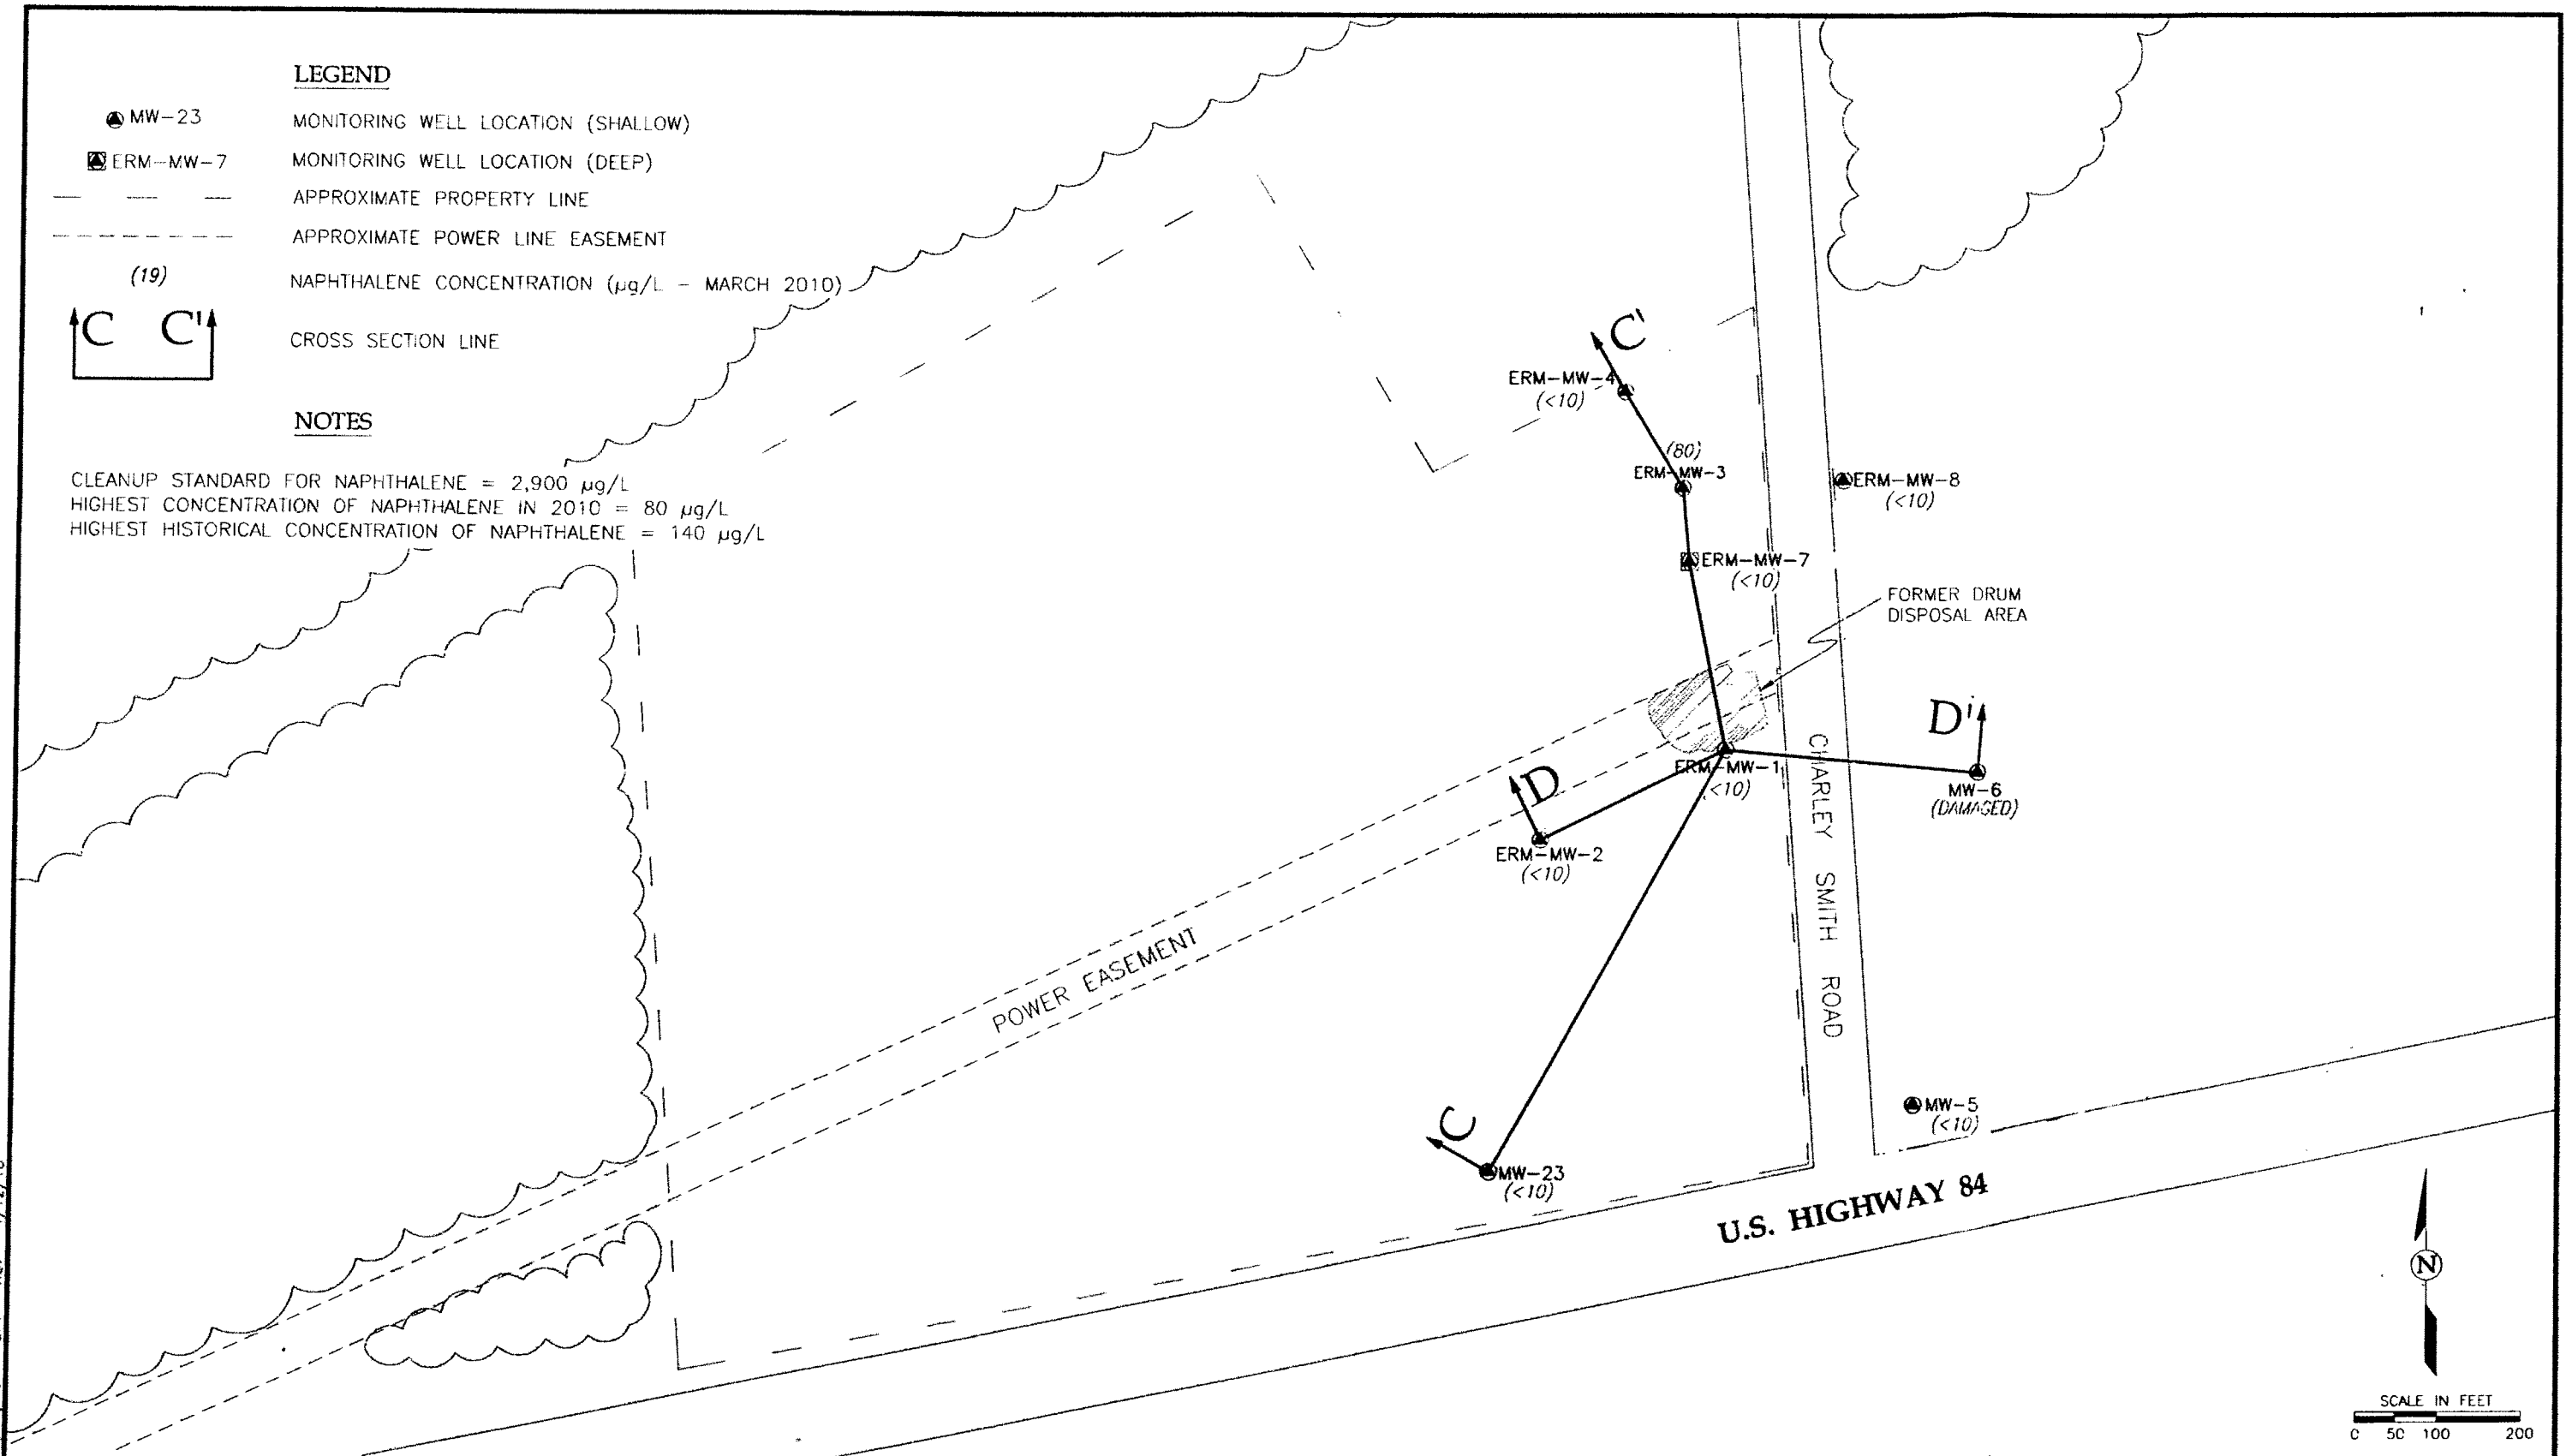 LEGEND
MW-23 MONITORING WELL LOCATION (SHALLOW)
ERM-MW-7 MONITORING WELL LOCATION (DEEP)
APPROXIMATE PROPERTY LINE
APPROXIMATE POWER LINE EASEMENT
(19) NAPHTHALENE CONCENTRATION (µg/L - MARCH 2010)
C C' CROSS SECTION LINE
NOTES
CLEANUP STANDARD FOR NAPHTHALENE = 2,900 µg/L
HIGHEST CONCENTRATION OF NAPHTHALENE IN 2010 = 80 µg/L
HIGHEST HISTORICAL CONCENTRATION OF NAPHTHALENE = 140 µg/L
C'
ERM-MW-4
(<10)
(80)
ERM-MW-3
ERM-MW-8
(<10)
ERM-MW-7
(<10)
FORMER DRUM
DISPOSAL AREA
D'
ERM-MW-1
(<10)
MW-6
(DAMAGED)
D
ERM-MW-2
(<10)
CHARLEY SMITH ROAD
POWER EASEMENT
C
MW-5
(<10)
MW-23
(<10)
U.S. HIGHWAY 84
N
SCALE IN FEET
0 50 100 200